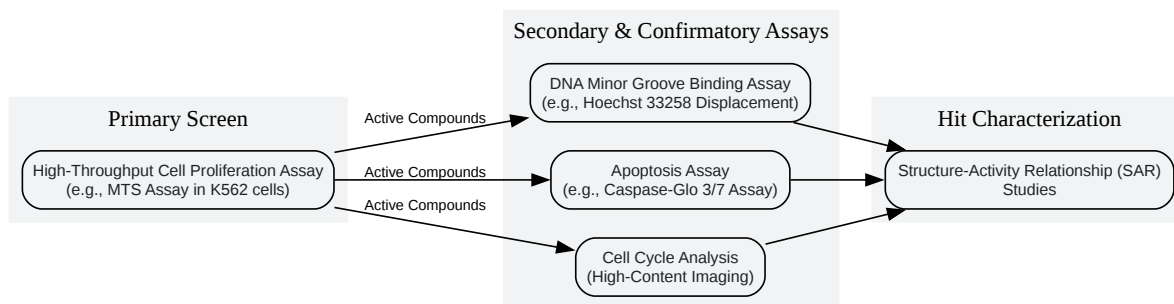 Primary Screen
High-Throughput Cell Proliferation Assay
(e.g., MTS Assay in K562 cells)
Active Compounds
Active Compounds
Active Compounds
Secondary & Confirmatory Assays
DNA Minor Groove Binding Assay
(e.g., Hoechst 33258 Displacement)
Apoptosis Assay
(e.g., Caspase-Glo 3/7 Assay)
Cell Cycle Analysis
(High-Content Imaging)
Hit Characterization
Structure-Activity Relationship (SAR)
Studies